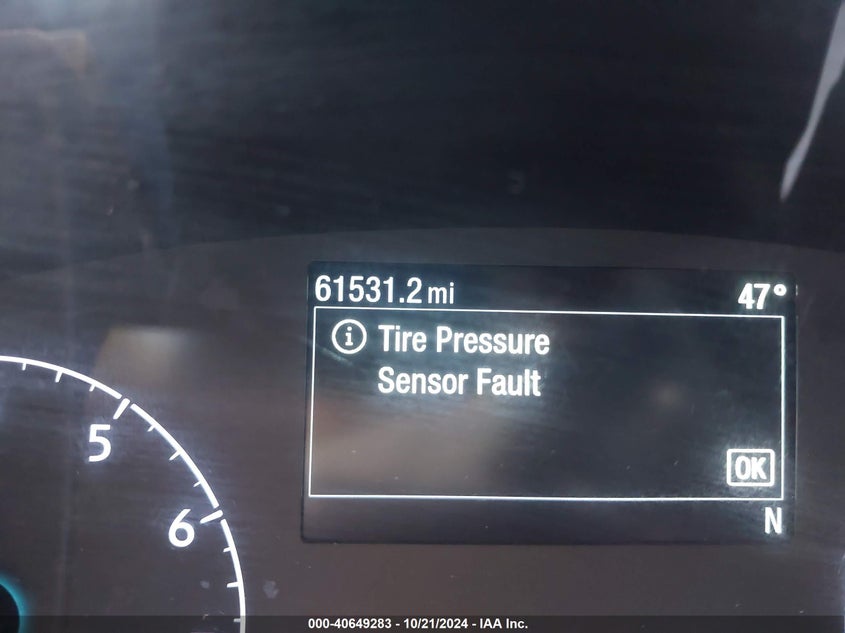 61531.2 mi 47°
i Tire Pressure
Sensor Fault
OK
N
5
6
000-40649283 - 10/21/2024 - IAA Inc.